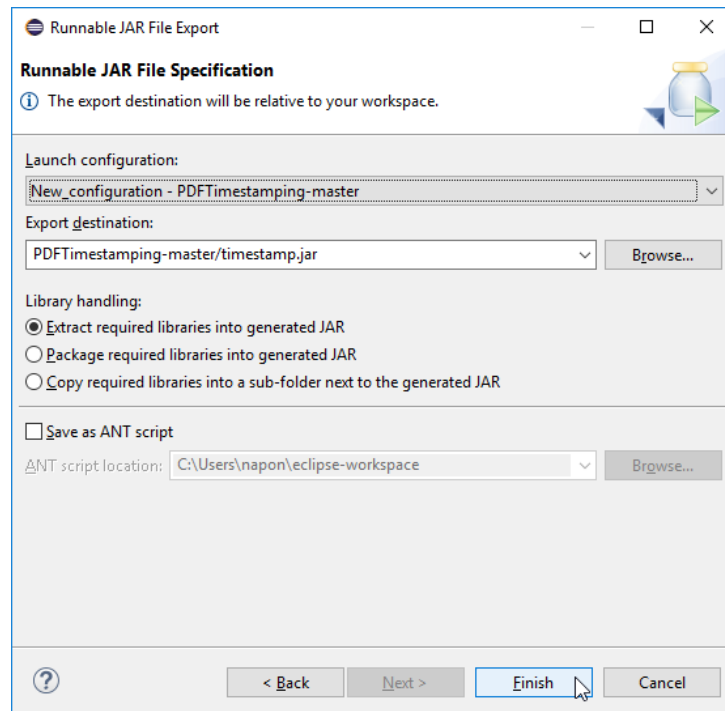 Runnable JAR File Export
Runnable JAR File Specification
The export destination will be relative to your workspace.
Launch configuration:
New_configuration - PDFTimestamping-master
Export destination:
PDFTimestamping-master/timestamp.jar
Browse...
Library handling:
Extract required libraries into generated JAR
Package required libraries into generated JAR
Copy required libraries into a sub-folder next to the generated JAR
Save as ANT script
ANT script location: C:\Users\napon\eclipse-workspace Browse...
? < Back Next > Finish Cancel